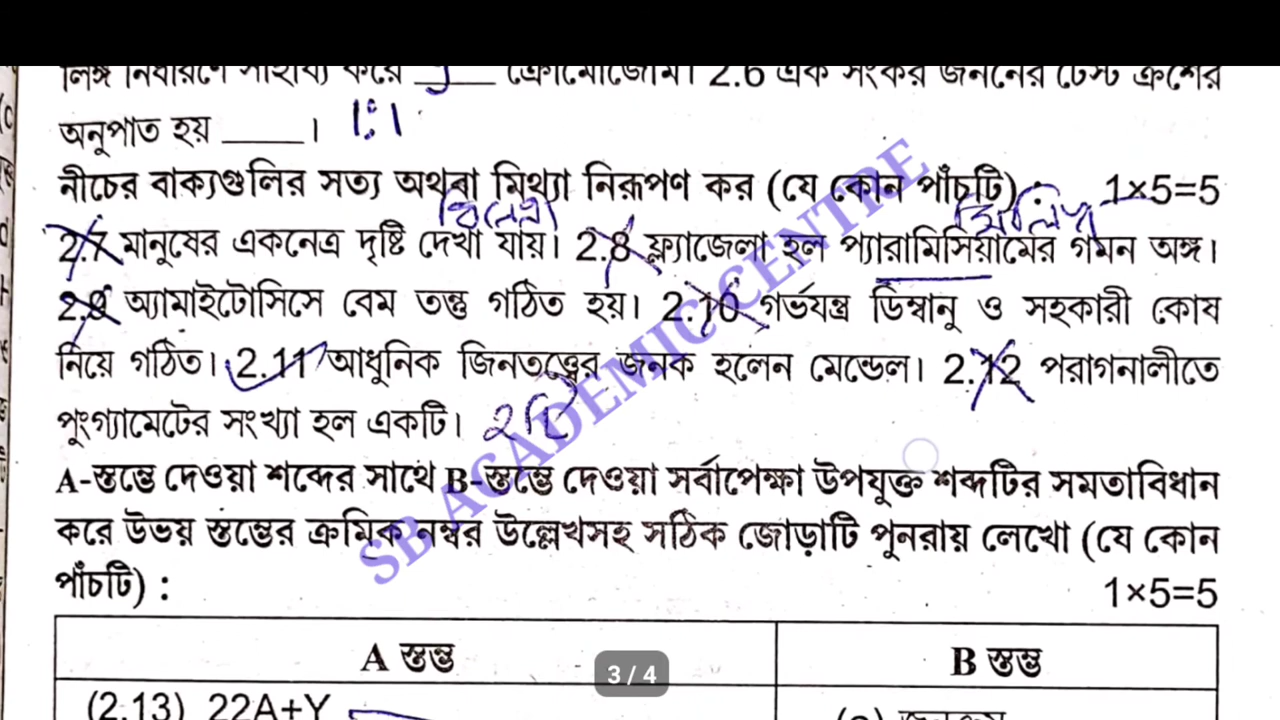 লিঙ্গ নির্ধারণে সাহায্য করে ____ ক্রোমোজোম। 2.6 এক সংকর জননের টেস্ট ক্রশের
অনুপাত হয় ____। 1:1
নীচের বাক্যগুলির সত্য অথবা মিথ্যা নিরূপণ কর (যে কোন পাঁচটি) : 1×5=5
দ্বিনেত্র সিলিয়া
2.7 মানুষের একনেত্র দৃষ্টি দেখা যায়। 2.8 ফ্ল্যাজেলা হল প্যারামিসিয়ামের গমন অঙ্গ।
2.9 অ্যামাইটোসিসে বেম তন্তু গঠিত হয়। 2.10 গর্ভযন্ত্র ডিম্বানু ও সহকারী কোষ
নিয়ে গঠিত। 2.11 আধুনিক জিনতত্ত্বের জনক হলেন মেন্ডেল। 2.12 পরাগনালীতে
পুংগ্যামেটের সংখ্যা হল একটি। ২টি
A-স্তম্ভে দেওয়া শব্দের সাথে B-স্তম্ভে দেওয়া সর্বাপেক্ষা উপযুক্ত শব্দটির সমতাবিধান
করে উভয় স্তম্ভের ক্রমিক নম্বর উল্লেখসহ সঠিক জোড়াটি পুনরায় লেখো (যে কোন
পাঁচটি) : 1×5=5
SB ACADEMIC CENTRE
A স্তম্ভ B স্তম্ভ
3 / 4
(2.13) 22A+Y